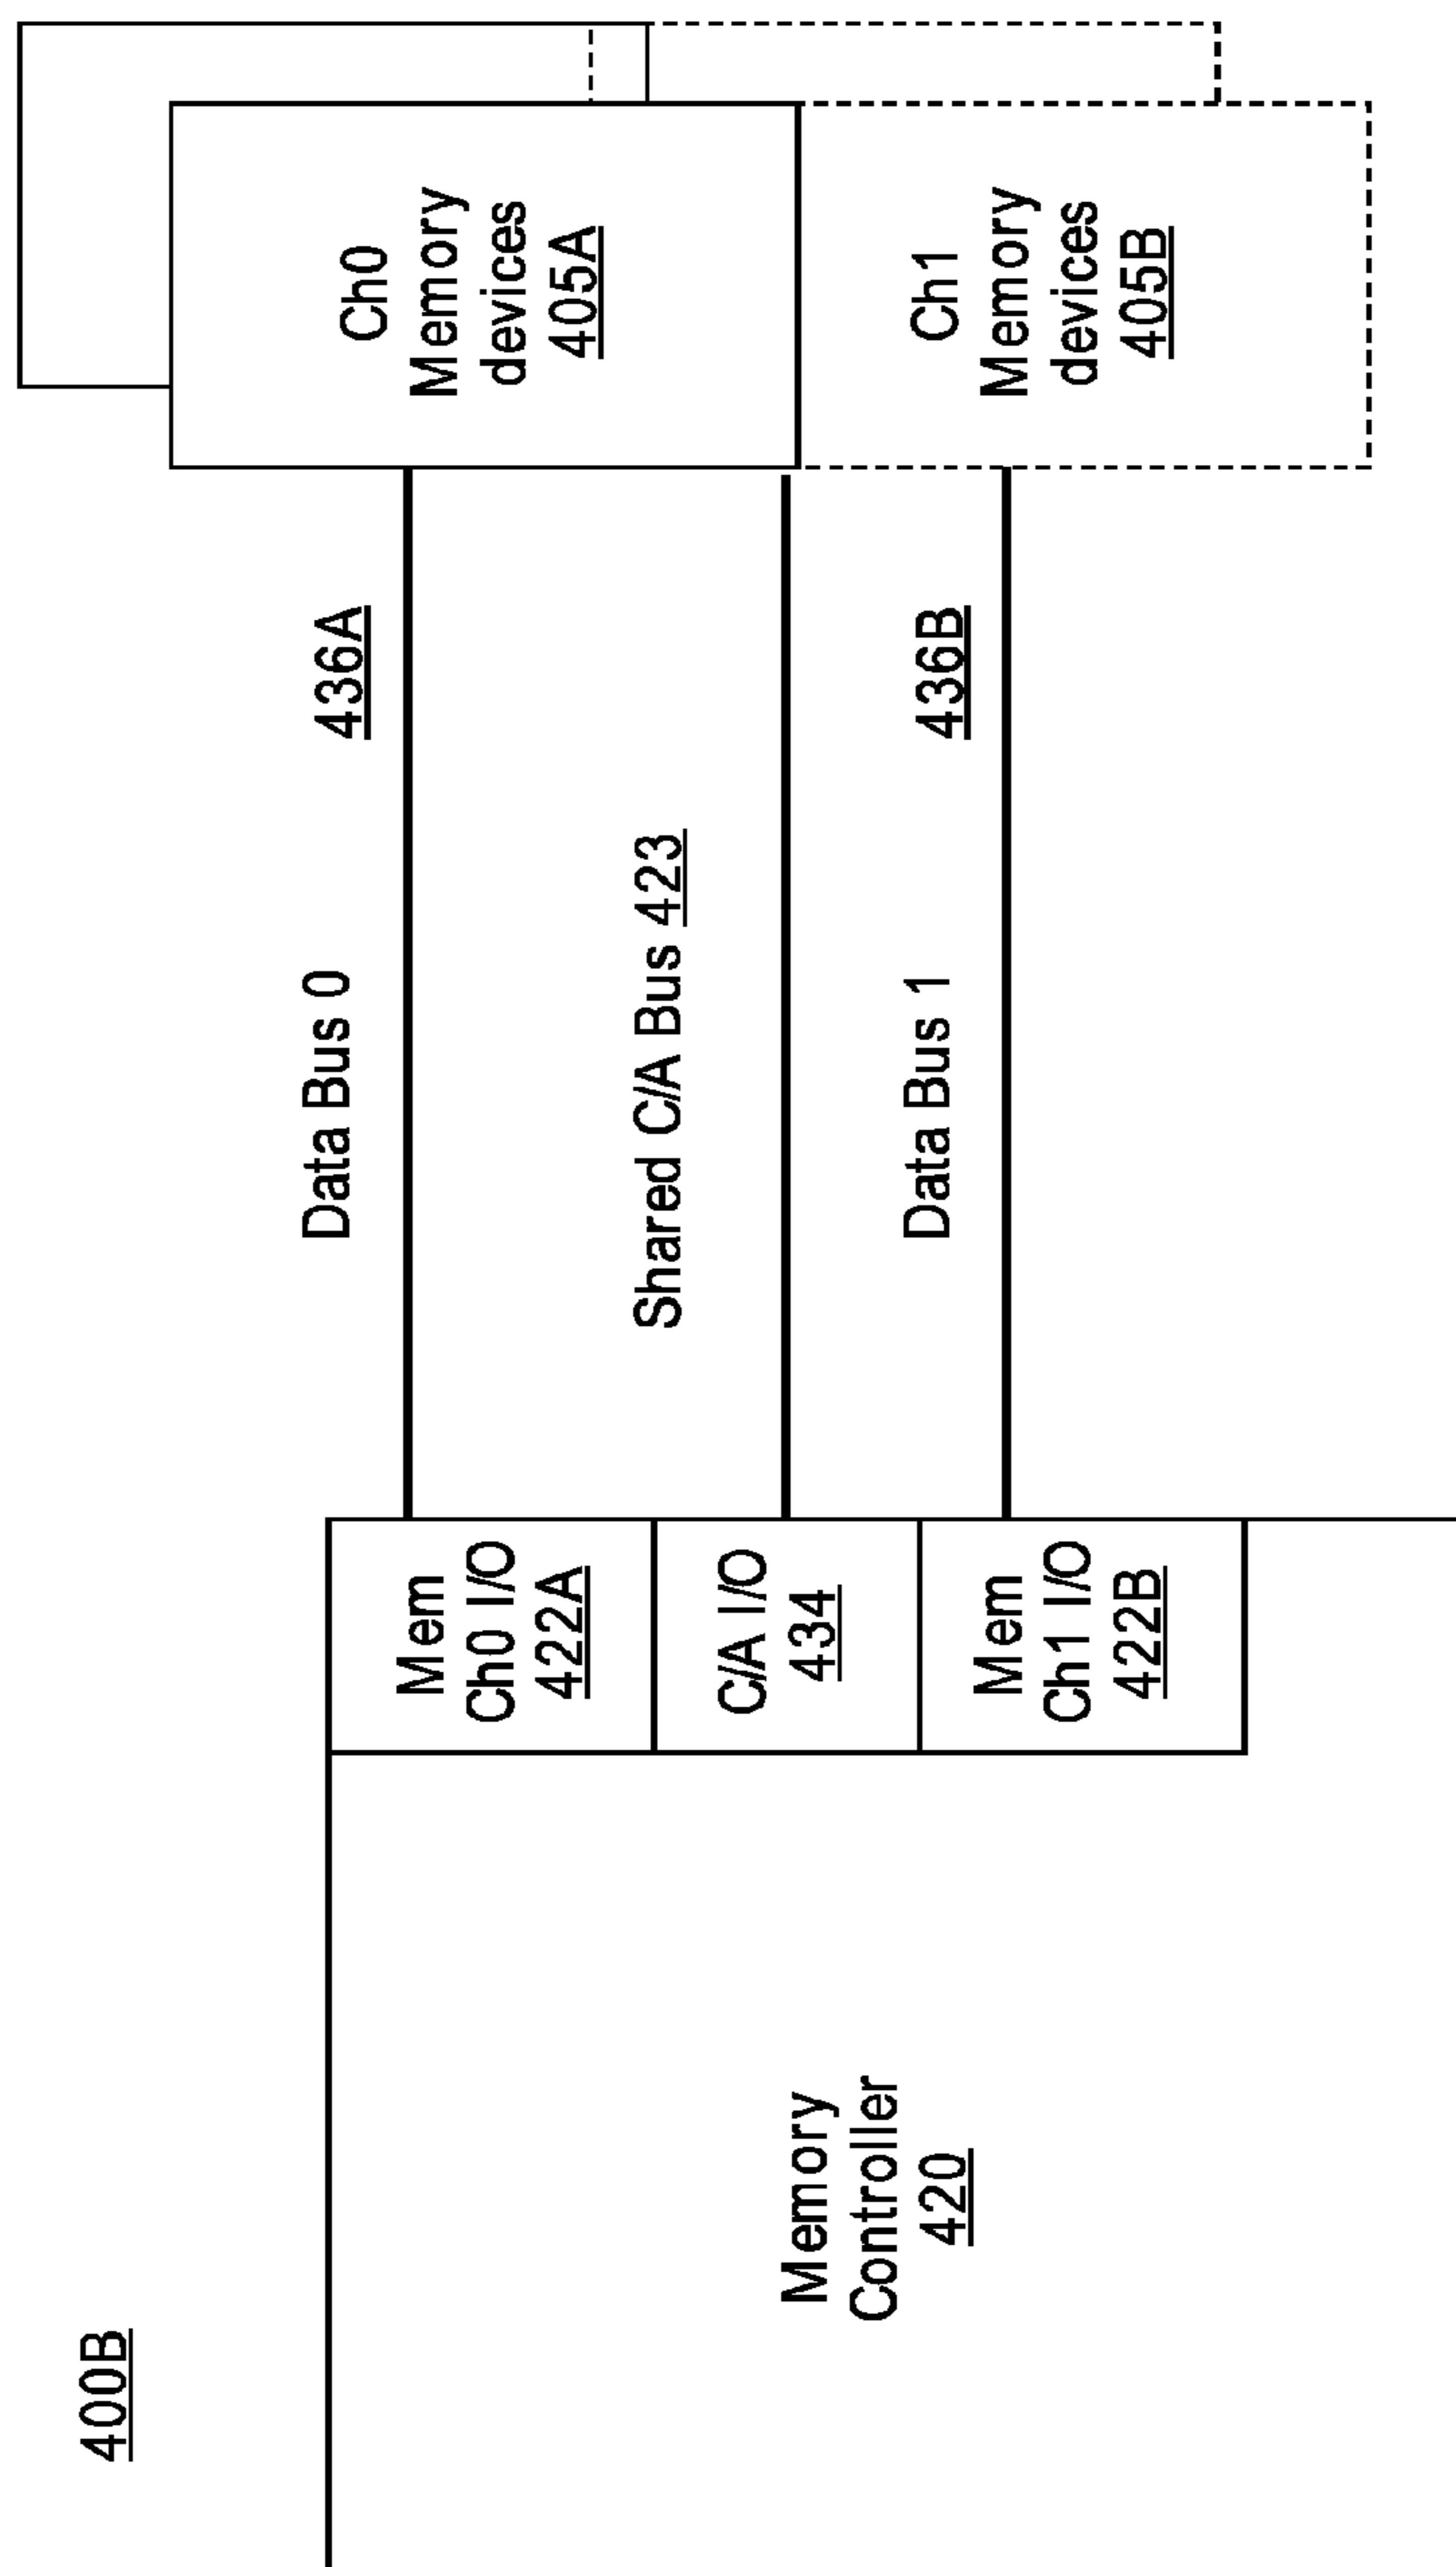 400B
Memory
Controller
420
Mem
Ch0 I/O
422A
C/A I/O
434
Mem
Ch1 I/O
422B
Data Bus 0
436A
Shared C/A Bus 423
Data Bus 1
436B
Ch0
Memory
devices
405A
Ch1
Memory
devices
405B